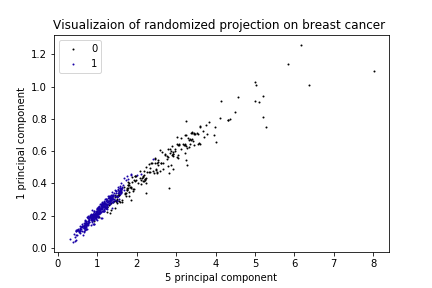 Visualizaion of randomized projection on breast cancer
0
1
1.2
1.0
0.8
0.6
0.4
0.2
0.0
1 principal component
0 1 2 3 4 5 6 7 8
5 principal component